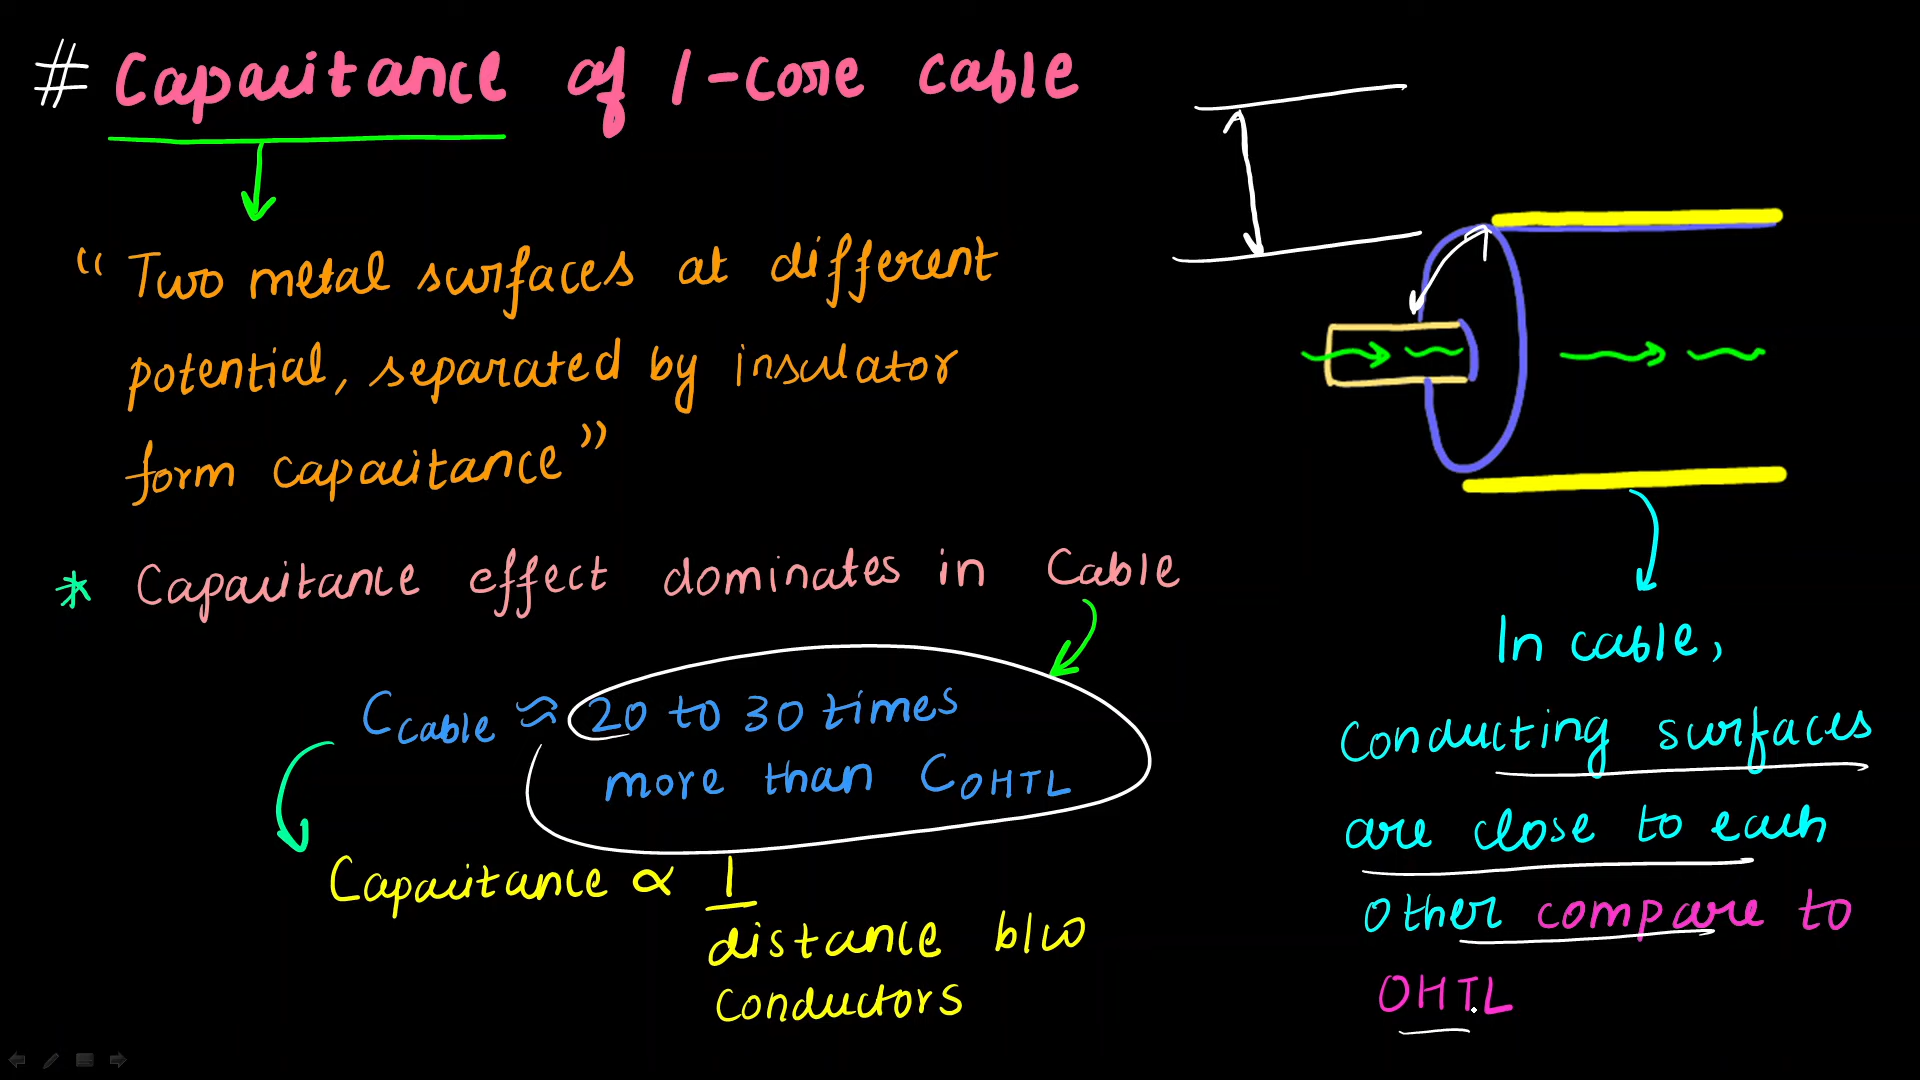 # Capacitance of 1-core cable
“ Two metal surfaces at different
potential, separated by insulator
form capacitance ”
* Capacitance effect dominates in Cable
Ccable ≈ 20 to 30 times
more than COHTL
Capacitance ∝ 1
distance b/w
conductors
In cable,
Conducting surfaces
are close to each
Other compare to
OHTL